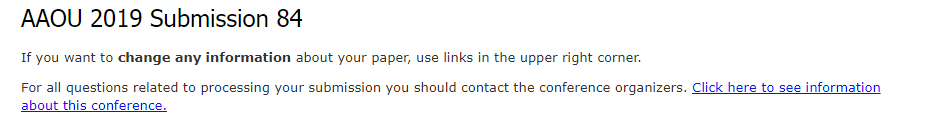 AAOU 2019 Submission 84
If you want to change any information about your paper, use links in the upper right corner.
For all questions related to processing your submission you should contact the conference organizers. Click here to see information
about this conference.